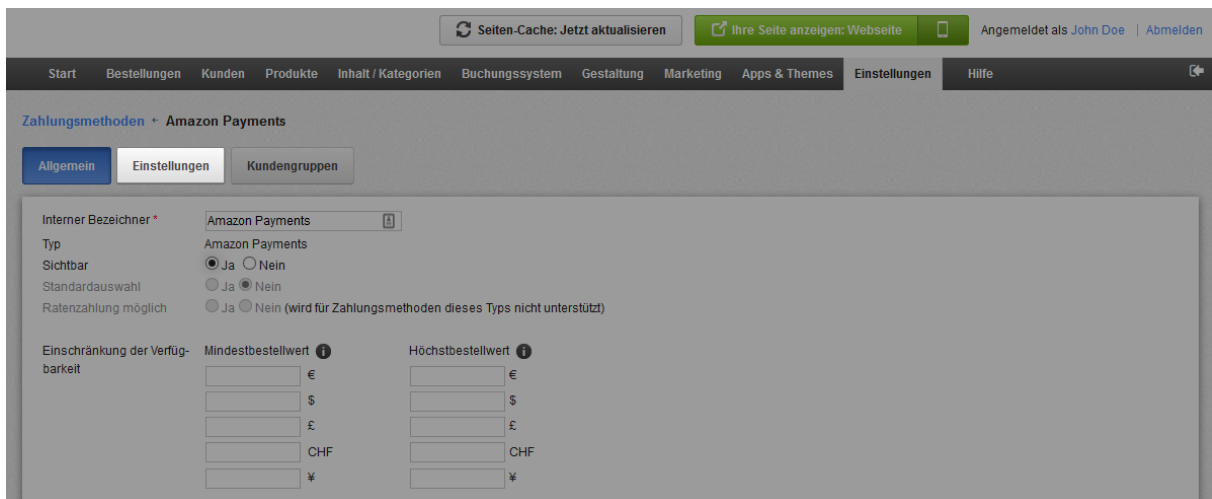 Seiten-Cache: Jetzt aktualisieren Ihre Seite anzeigen: Webseite Angemeldet als John Doe | Abmelden
Start Bestellungen Kunden Produkte Inhalt / Kategorien Buchungssystem Gestaltung Marketing Apps & Themes Einstellungen Hilfe
Zahlungsmethoden Amazon Payments
Allgemein Einstellungen Kundengruppen
Interner Bezeichner * Amazon Payments
Typ Amazon Payments
Sichtbar Ja Nein
Standardauswahl Ja Nein
Ratenzahlung möglich Ja Nein (wird für Zahlungsmethoden dieses Typs nicht unterstützt)
Einschränkung der Verfüg- Mindestbestellwert Höchstbestellwert
barkeit
€ €
$ $
£ £
CHF CHF
¥ ¥